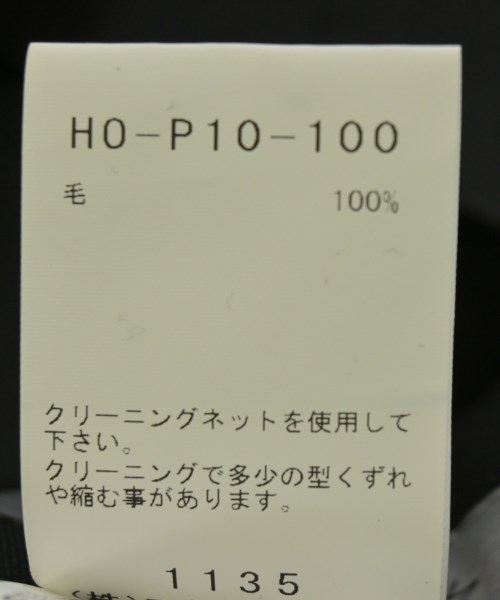 HO-P10-100
毛 100%
クリーニングネットを使用して
下さい。
クリーニングで多少の型くずれ
や縮む事があります。
1135